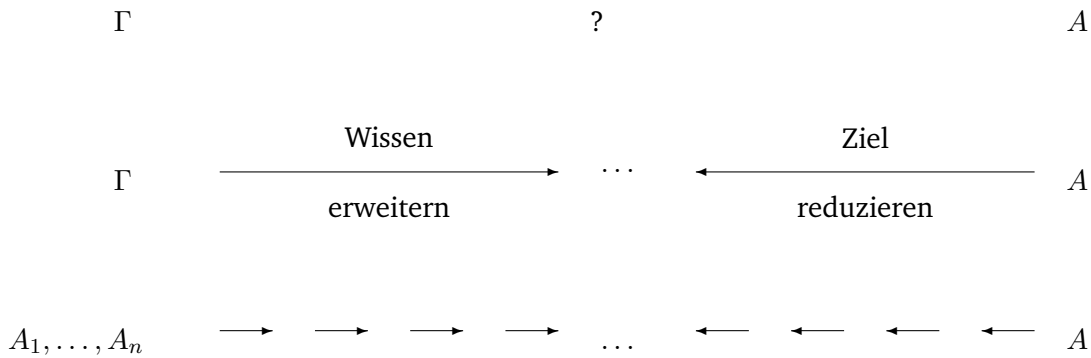 Γ ? A
Wissen Ziel
Γ … A
erweitern reduzieren
A₁, …, Aₙ … A